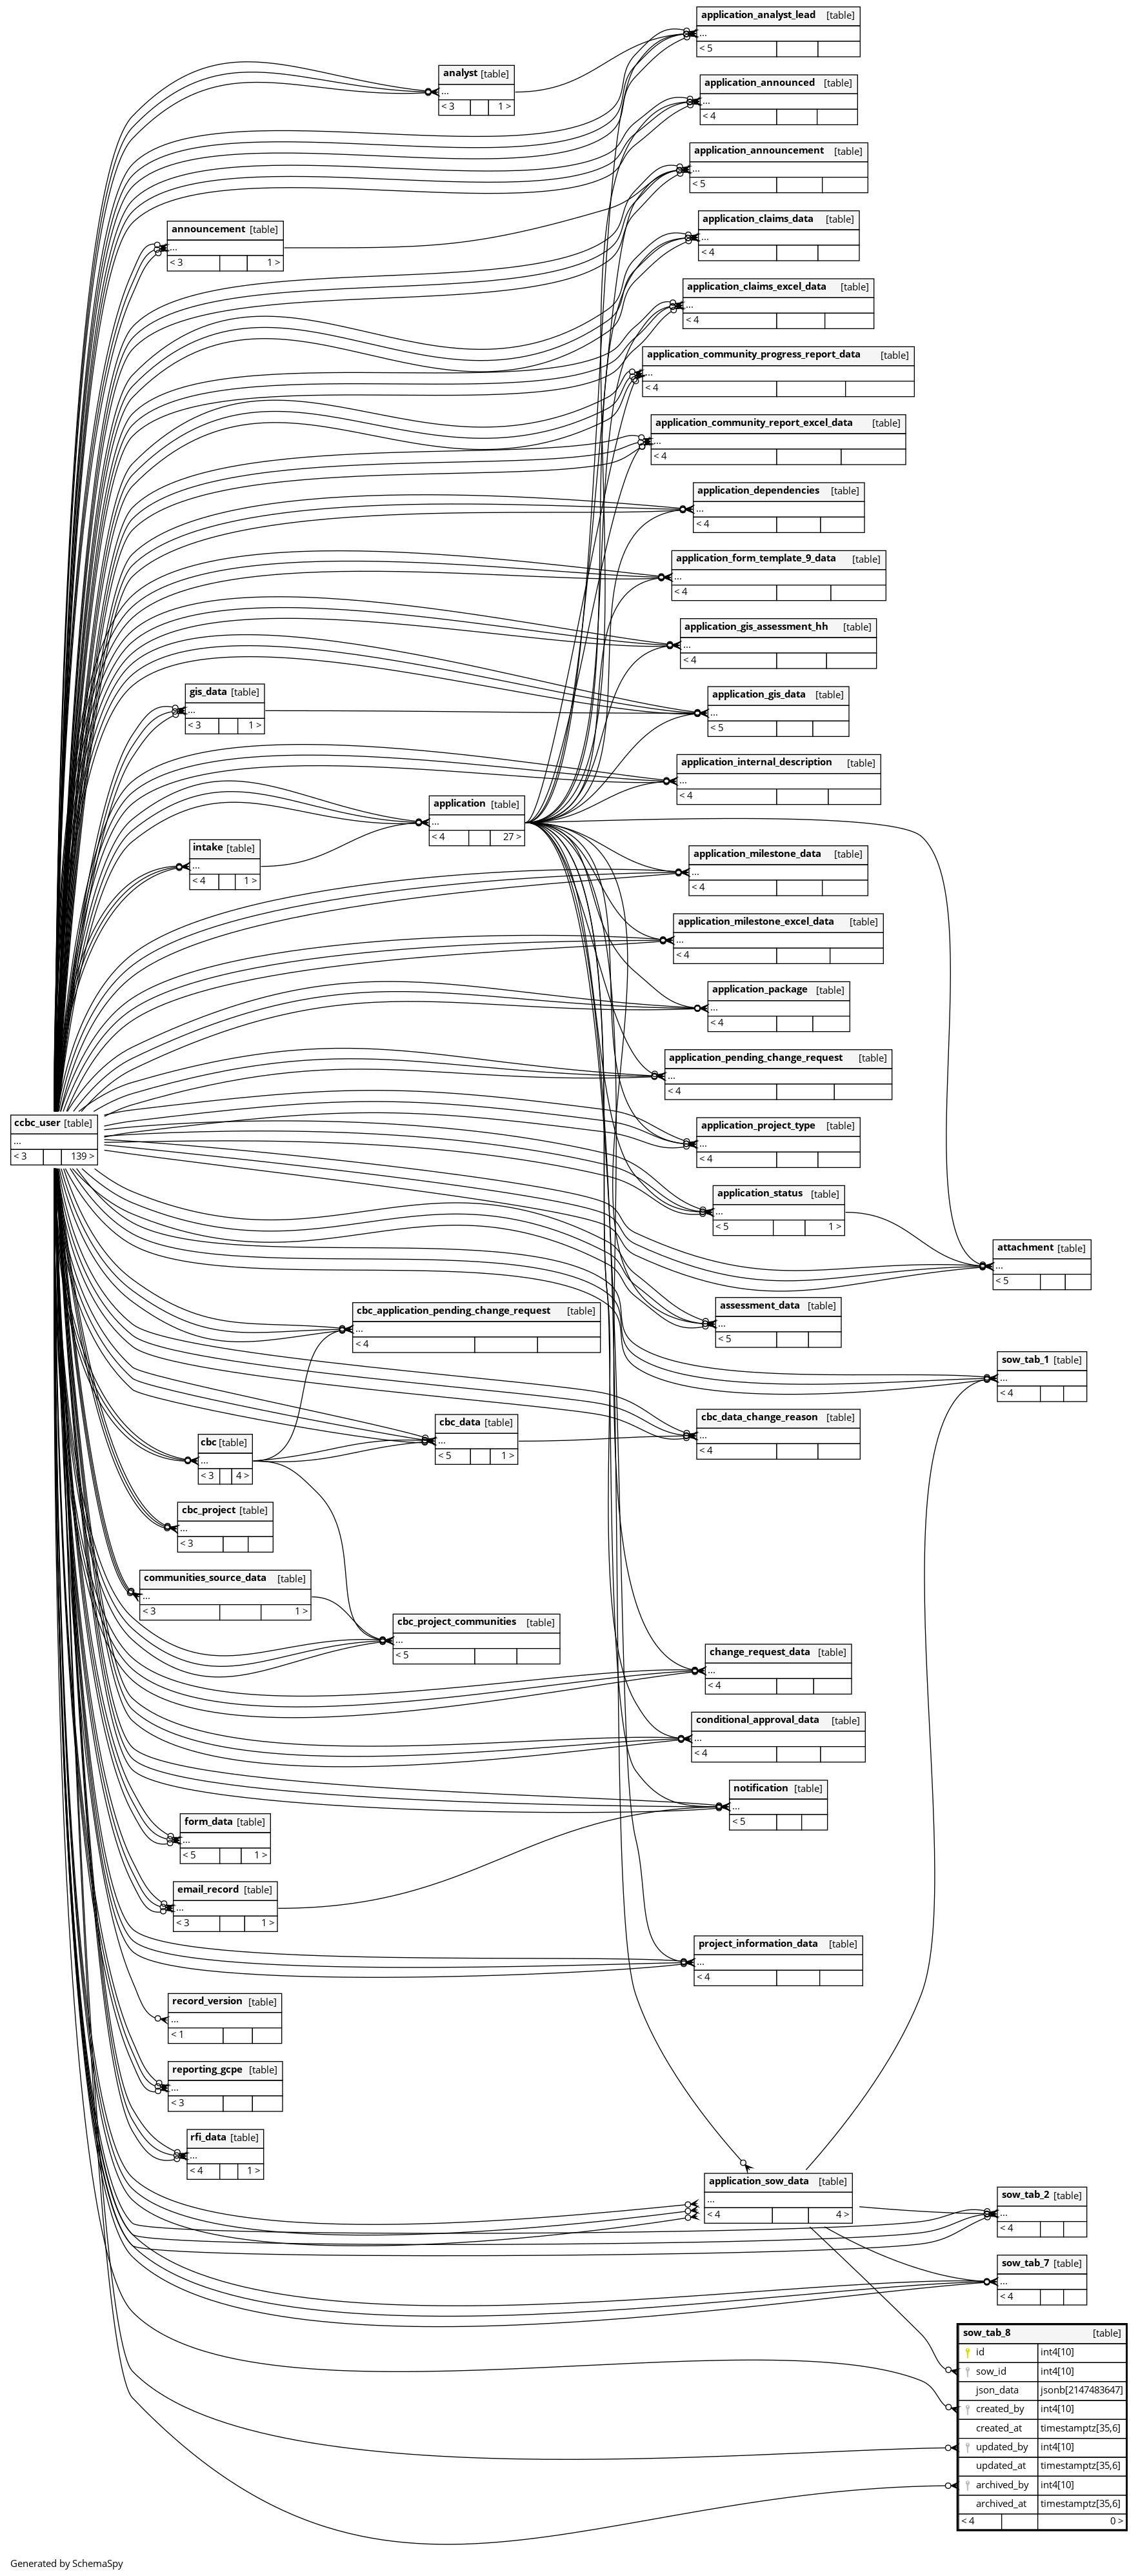 application_analyst_lead [table]
...
< 5
analyst [table]
...
< 3 1 >
application_announced [table]
...
< 4
application_announcement [table]
...
< 5
application_claims_data [table]
...
< 4
announcement [table]
...
< 3 1 >
application_claims_excel_data [table]
...
< 4
application_community_progress_report_data [table]
...
< 4
application_community_report_excel_data [table]
...
< 4
application_dependencies [table]
...
< 4
application_form_template_9_data [table]
...
< 4
application_gis_assessment_hh [table]
...
< 4
gis_data [table]
...
< 3 1 >
application_gis_data [table]
...
< 5
application_internal_description [table]
...
< 4
application [table]
...
< 4 27 >
intake [table]
...
< 4 1 >
application_milestone_data [table]
...
< 4
application_milestone_excel_data [table]
...
< 4
application_package [table]
...
< 4
application_pending_change_request [table]
...
< 4
ccbc_user [table]
...
< 3 139 >
application_project_type [table]
...
< 4
application_status [table]
...
< 5 1 >
attachment [table]
...
< 5
assessment_data [table]
...
< 5
cbc_application_pending_change_request [table]
...
< 4
sow_tab_1 [table]
...
< 4
cbc_data_change_reason [table]
...
< 4
cbc_data [table]
...
< 5 1 >
cbc [table]
...
< 3 4 >
cbc_project [table]
...
< 3
communities_source_data [table]
...
< 3 1 >
cbc_project_communities [table]
...
< 5
change_request_data [table]
...
< 4
conditional_approval_data [table]
...
< 4
notification [table]
...
< 5
form_data [table]
...
< 5 1 >
email_record [table]
...
< 3 1 >
project_information_data [table]
...
< 4
record_version [table]
...
< 1
reporting_gcpe [table]
...
< 3
rfi_data [table]
...
< 4 1 >
application_sow_data [table]
...
< 4 4 >
sow_tab_2 [table]
...
< 4
sow_tab_7 [table]
...
< 4
sow_tab_8 [table]
id int4[10]
sow_id int4[10]
json_data jsonb[2147483647]
created_by int4[10]
created_at timestamptz[35,6]
updated_by int4[10]
updated_at timestamptz[35,6]
archived_by int4[10]
archived_at timestamptz[35,6]
< 4 0 >
Generated by SchemaSpy